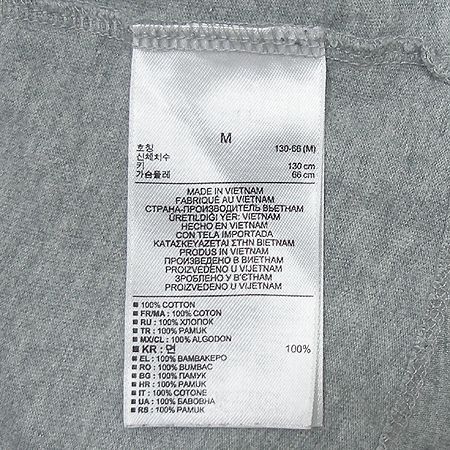 M
호칭 130-66 (M)
신체치수
키 130 cm
가슴둘레 66 cm
MADE IN VIETNAM
FABRIQUÉ AU VIETNAM
СТРАНА-ПРОИЗВОДИТЕЛЬ ВЬЕТНАМ
ÜRETILDIĞI YER: VIETNAM
HECHO EN VIETNAM
CON TELA IMPORTADA
ΚΑΤΑΣΚΕΥΑΖΕΤΑΙ ΣΤΗΝ ΒΙΕΤΝΑΜ
PRODUS IN VIETNAM
ПРОИЗВЕДЕНО В ВИЕТНАМ
PROIZVEDENO U VIJETNAM
ЗРОБЛЕНО У ВЬЕТНАМ
PROIZVEDENO U VIJETNAM
100% COTTON
FR/MA : 100% COTON
RU : 100% ХЛОПОК
TR : 100% PAMUK
MX/CL : 100% ALGODON
KR : 면 100%
EL : 100% ΒΑΜΒΑΚΕΡΟ
RO : 100% BUMBAC
BG : 100% ПАМУК
HR : 100% PAMUK
IT : 100% COTONE
UA : 100% БАВОВНА
RS : 100% PAMUK